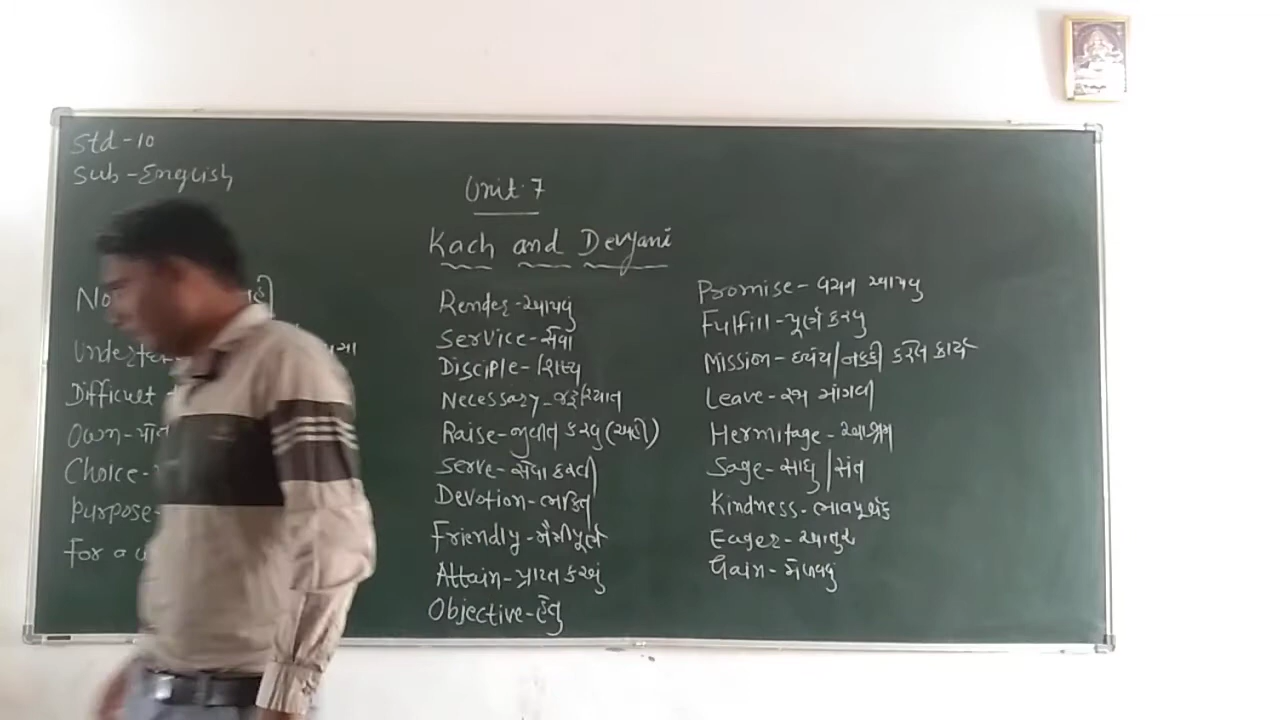 Std-10
Sub-English
Unit.7
Kach and Devyani
Difficult
Own-
Choice-
Purpose-
For a
Render-આપવું
Service-સેવા
Disciple-શિષ્ય
Necessary-જરૂરિયાત
Raise-જીવીત કરવુ (અહી)
Serve-સેવા કરવી
Devotion-ભક્તિ
Friendly-મૈત્રીપૂર્ણ
Attain-પ્રાપ્ત કરવું
Objective-હેતુ
Promise-વચન આપવુ
Fulfill-પૂર્ણ કરવુ
Mission-ધ્યેય/નક્કી કરેલ કાર્ય
Leave-રજા માંગવી
Hermitage-આશ્રમ
Sage-સાધુ/સંત
Kindness-ભાવપૂર્વક
Eager-આતુર
Gain-મેળવવું